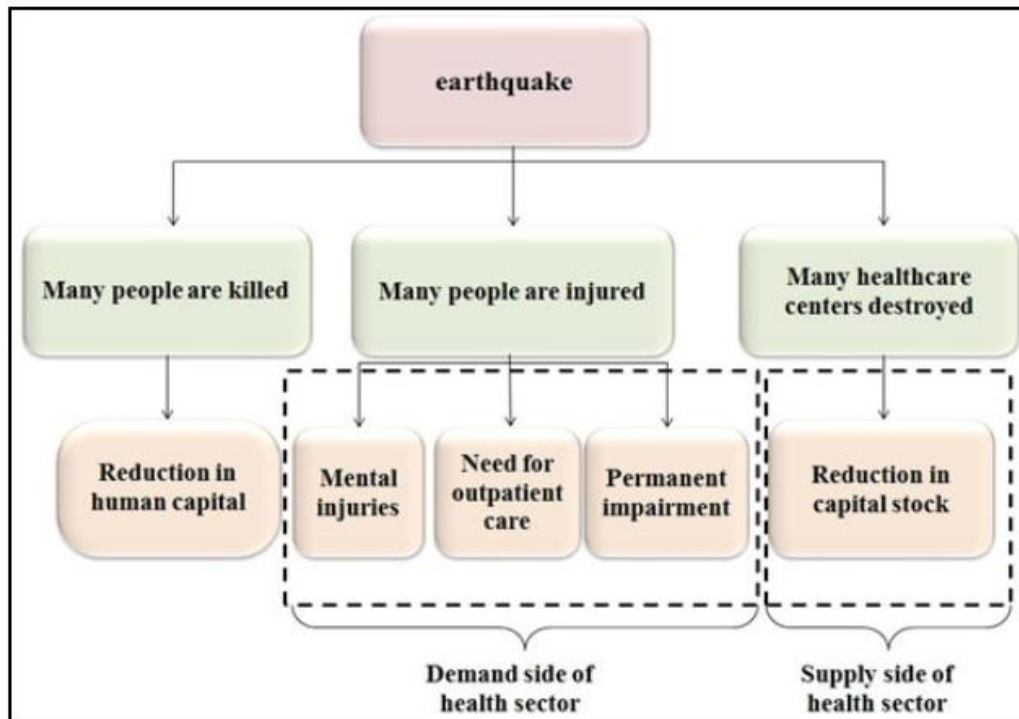 earthquake
Many people are killed
Many people are injured
Many healthcare
centers destroyed
Reduction in
human capital
Mental
injuries
Need for
outpatient
care
Permanent
impairment
Reduction in
capital stock
Demand side of
health sector
Supply side of
health sector